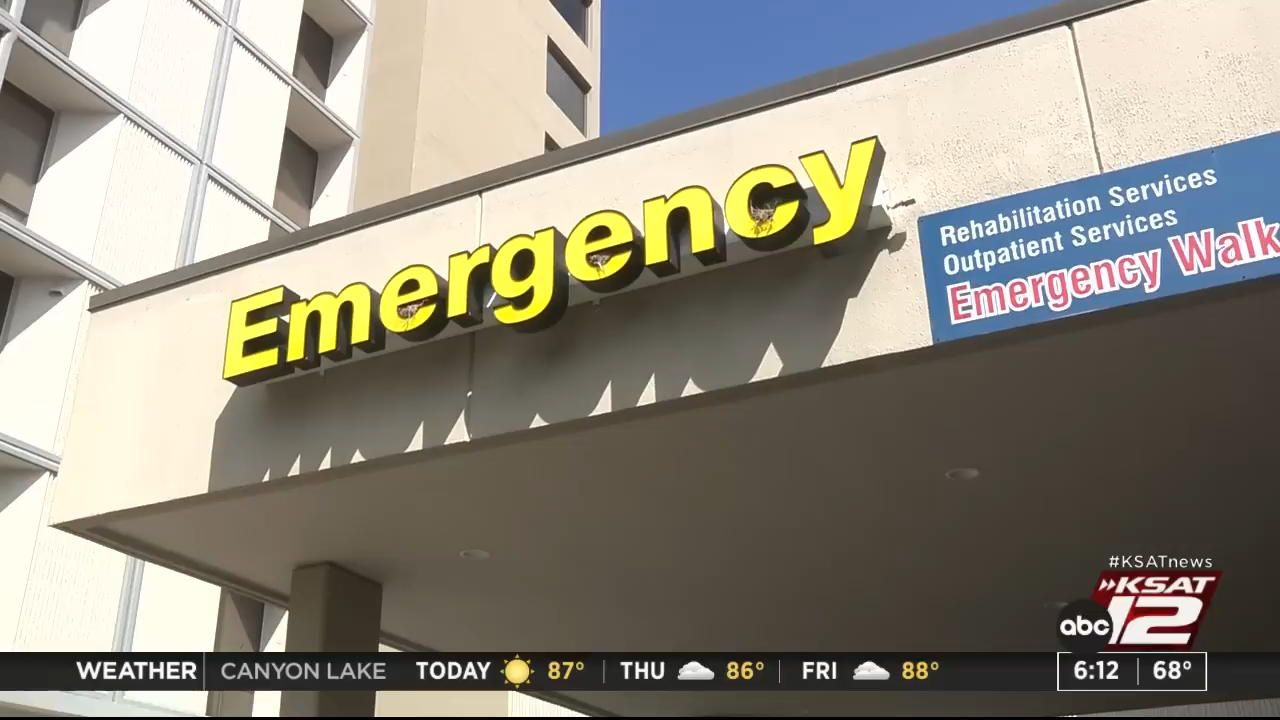 Emergency
Rehabilitation Services
Outpatient Services
Emergency Walk
#KSATnews
KSAT
abc 12
WEATHER CANYON LAKE TODAY 87° THU 86° FRI 88° 6:12 68°